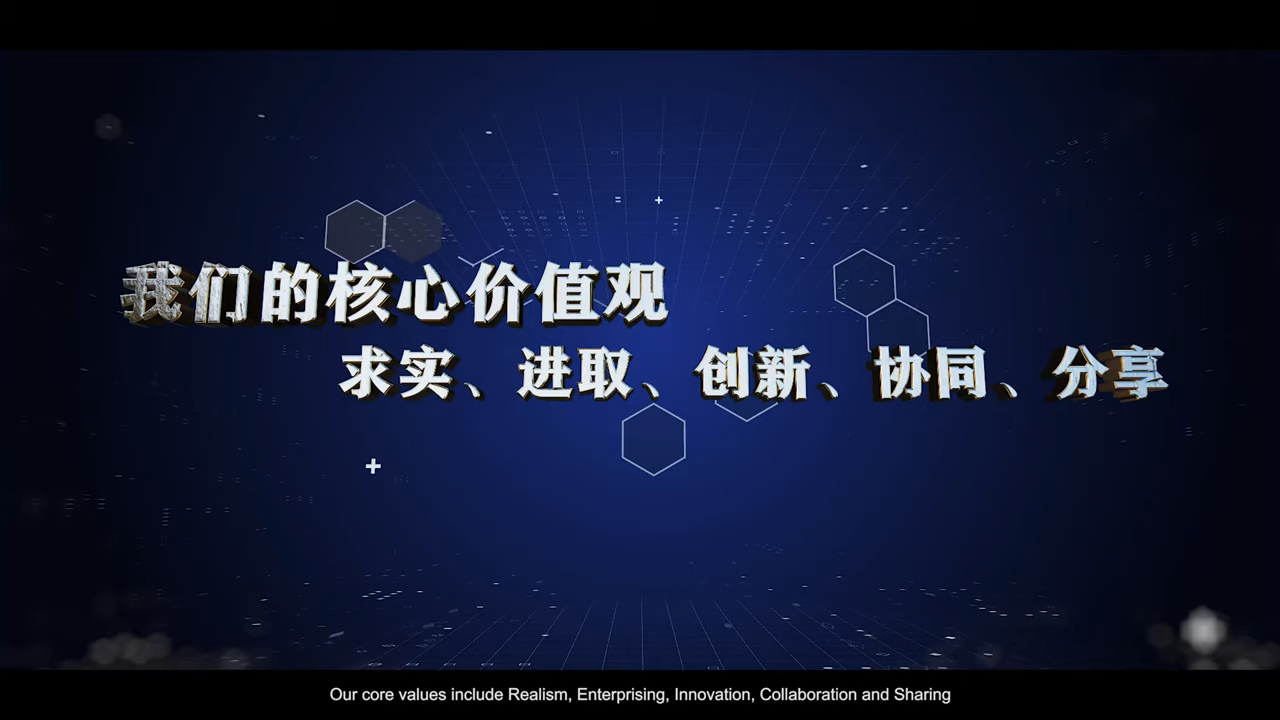 我们的核心价值观
求实、进取、创新、协同、分享
Our core values include Realism, Enterprising, Innovation, Collaboration and Sharing